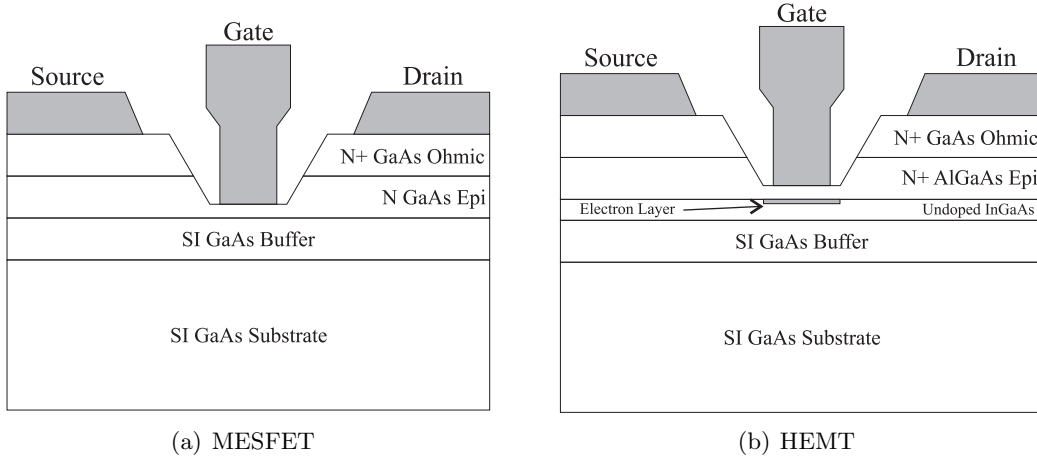 Gate
Source
Drain
N+ GaAs Ohmic
N GaAs Epi
SI GaAs Buffer
SI GaAs Substrate
(a) MESFET
Gate
Source
Drain
N+ GaAs Ohmic
N+ AlGaAs Epi
Electron Layer
Undoped InGaAs
SI GaAs Buffer
SI GaAs Substrate
(b) HEMT